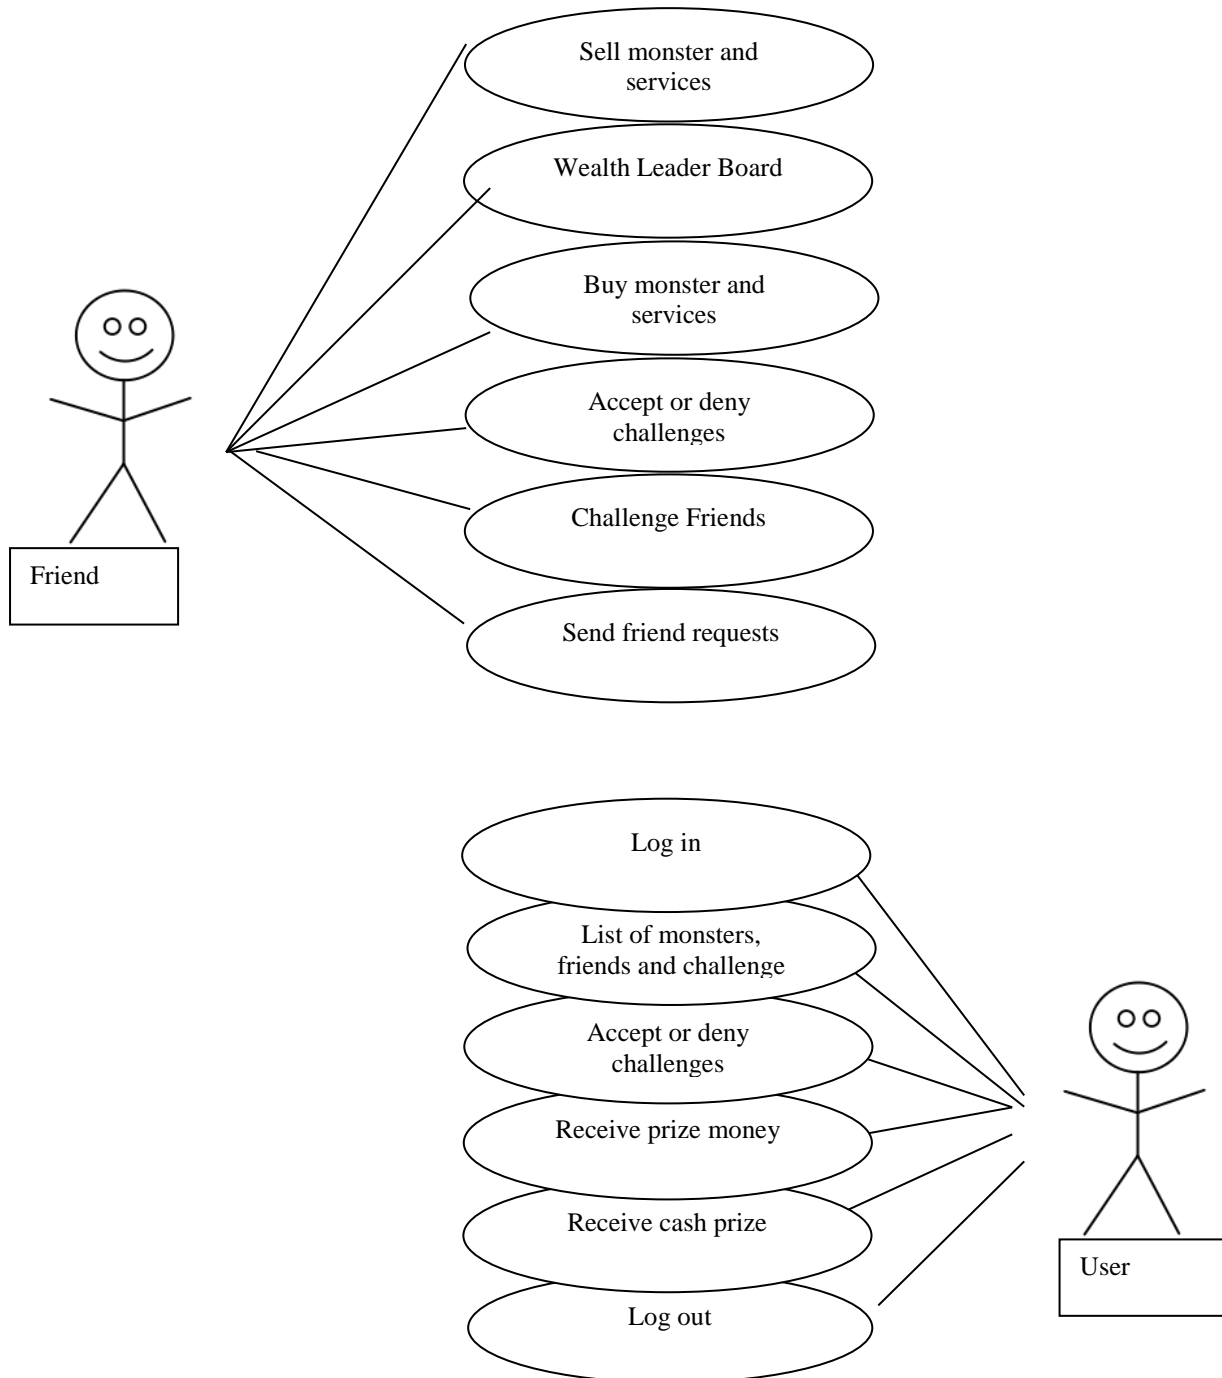 Sell monster and
services
Wealth Leader Board
Buy monster and
services
Accept or deny
challenges
Challenge Friends
Friend
Send friend requests
Log in
List of monsters,
friends and challenge
Accept or deny
challenges
Receive prize money
Receive cash prize
User
Log out